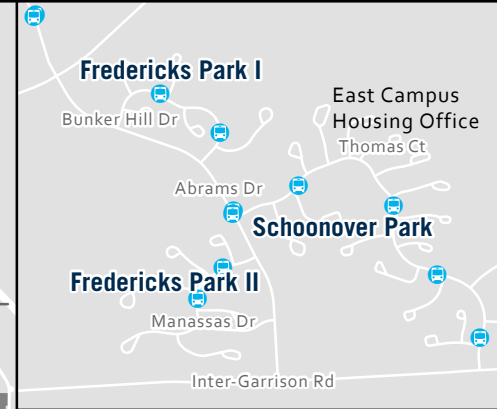 Fredericks Park I
East Campus
Housing Office
Bunker Hill Dr
Thomas Ct
Abrams Dr
Schoonover Park
Fredericks Park II
Manassas Dr
Inter-Garrison Rd